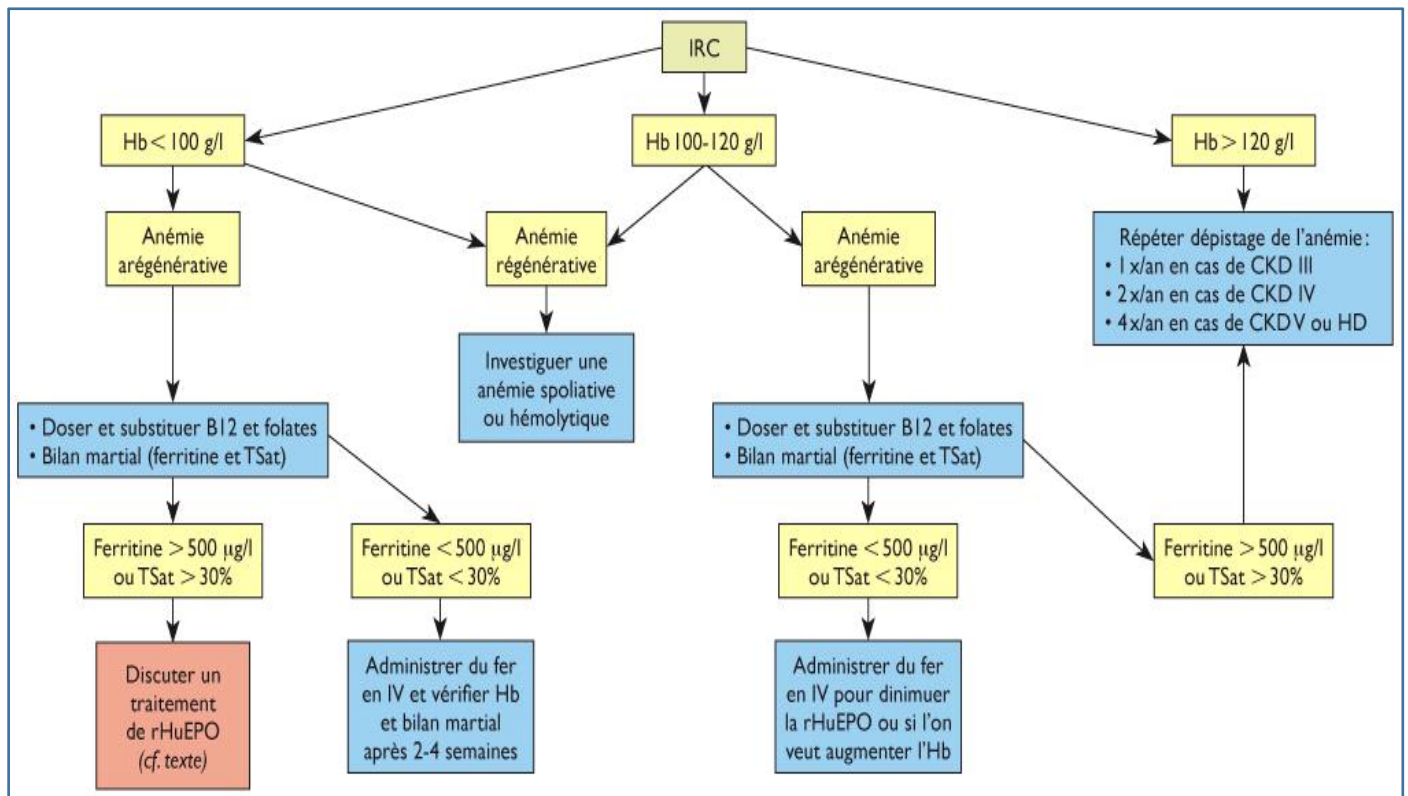 IRC
Hb < 100 g/l
Hb 100-120 g/l
Hb > 120 g/l
Anémie
arégénérative
Anémie
régénérative
Anémie
arégénérative
Répéter dépistage de l'anémie :
• 1 x/an en cas de CKD III
• 2 x/an en cas de CKD IV
• 4 x/an en cas de CKD V ou HD
Investiguer une
anémie spoliative
ou hémolytique
• Doser et substituer B12 et folates
• Bilan martial (ferritine et TSat)
• Doser et substituer B12 et folates
• Bilan martial (ferritine et TSat)
Ferritine > 500 µg/l
ou TSat > 30%
Ferritine < 500 µg/l
ou TSat < 30%
Ferritine < 500 µg/l
ou TSat < 30%
Ferritine > 500 µg/l
ou TSat > 30%
Discuter un
traitement
de rHuEPO
(cf. texte)
Administrer du fer
en IV et vérifier Hb
et bilan martial
après 2-4 semaines
Administrer du fer
en IV pour dinimuer
la rHuEPO ou si l'on
veut augmenter l'Hb